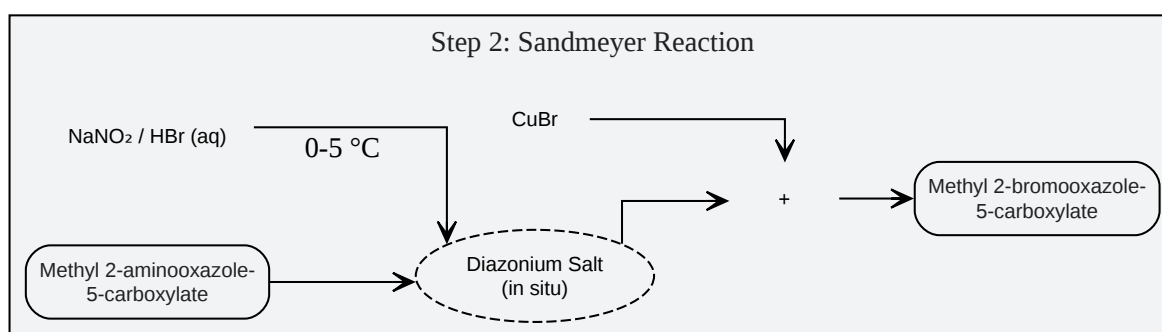 Step 2: Sandmeyer Reaction
NaNO₂ / HBr (aq)
0-5 °C
CuBr
Methyl 2-aminooxazole-
5-carboxylate
Diazonium Salt
(in situ)
+
Methyl 2-bromooxazole-
5-carboxylate